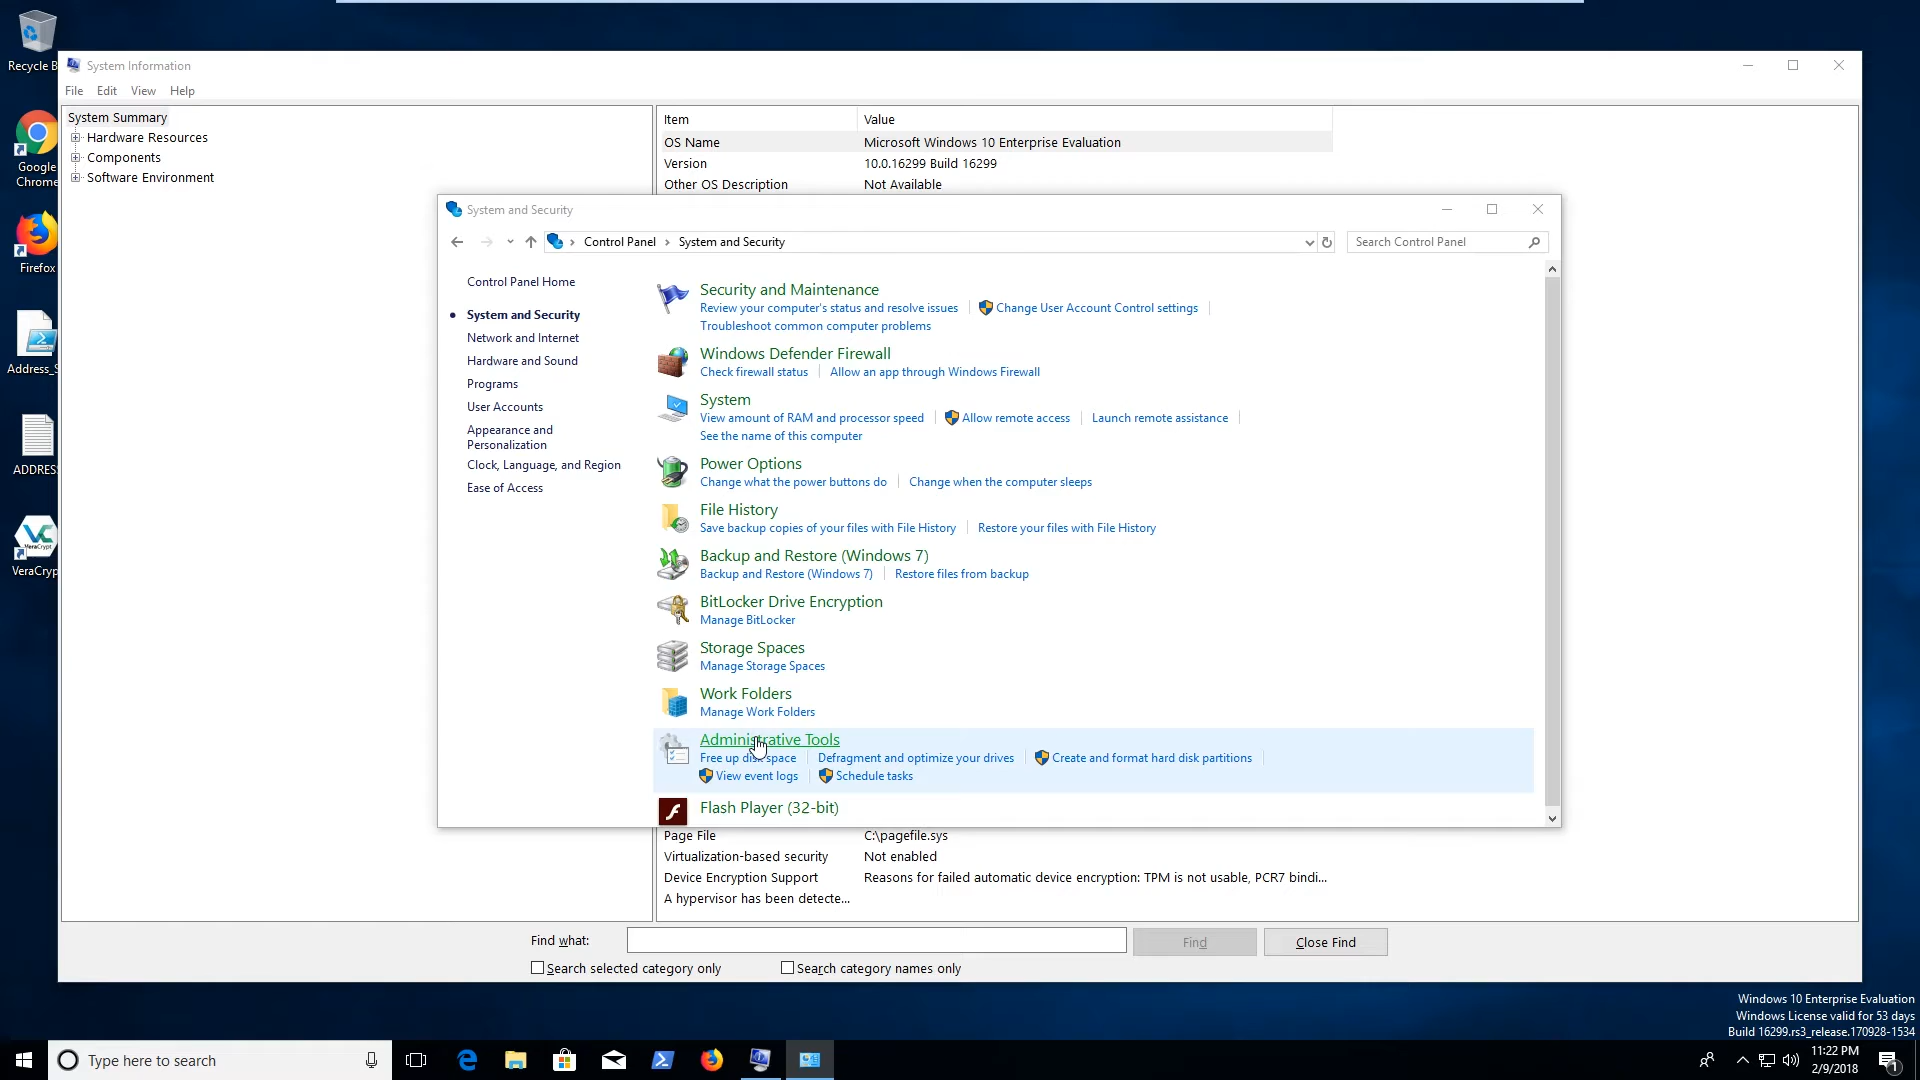 Recycle B
Google
Chrome
Firefox
Address_S
ADDRES
VeraCryp
System Information
File Edit View Help
System Summary
Hardware Resources
Components
Software Environment
Item Value
OS Name Microsoft Windows 10 Enterprise Evaluation
Version 10.0.16299 Build 16299
Other OS Description Not Available
System and Security
Control Panel System and Security
Search Control Panel
Control Panel Home
System and Security
Network and Internet
Hardware and Sound
Programs
User Accounts
Appearance and
Personalization
Clock, Language, and Region
Ease of Access
Security and Maintenance
Review your computer's status and resolve issues Change User Account Control settings
Troubleshoot common computer problems
Windows Defender Firewall
Check firewall status Allow an app through Windows Firewall
System
View amount of RAM and processor speed Allow remote access Launch remote assistance
See the name of this computer
Power Options
Change what the power buttons do Change when the computer sleeps
File History
Save backup copies of your files with File History Restore your files with File History
Backup and Restore (Windows 7)
Backup and Restore (Windows 7) Restore files from backup
BitLocker Drive Encryption
Manage BitLocker
Storage Spaces
Manage Storage Spaces
Work Folders
Manage Work Folders
Administrative Tools
Free up disk space Defragment and optimize your drives Create and format hard disk partitions
View event logs Schedule tasks
Flash Player (32-bit)
Page File C:\pagefile.sys
Virtualization-based security Not enabled
Device Encryption Support Reasons for failed automatic device encryption: TPM is not usable, PCR7 bindi...
A hypervisor has been detecte...
Find what: Find Close Find
Search selected category only Search category names only
Windows 10 Enterprise Evaluation
Windows License valid for 53 days
Build 16299.rs3_release.170928-1534
Type here to search
11:22 PM
2/9/2018
1